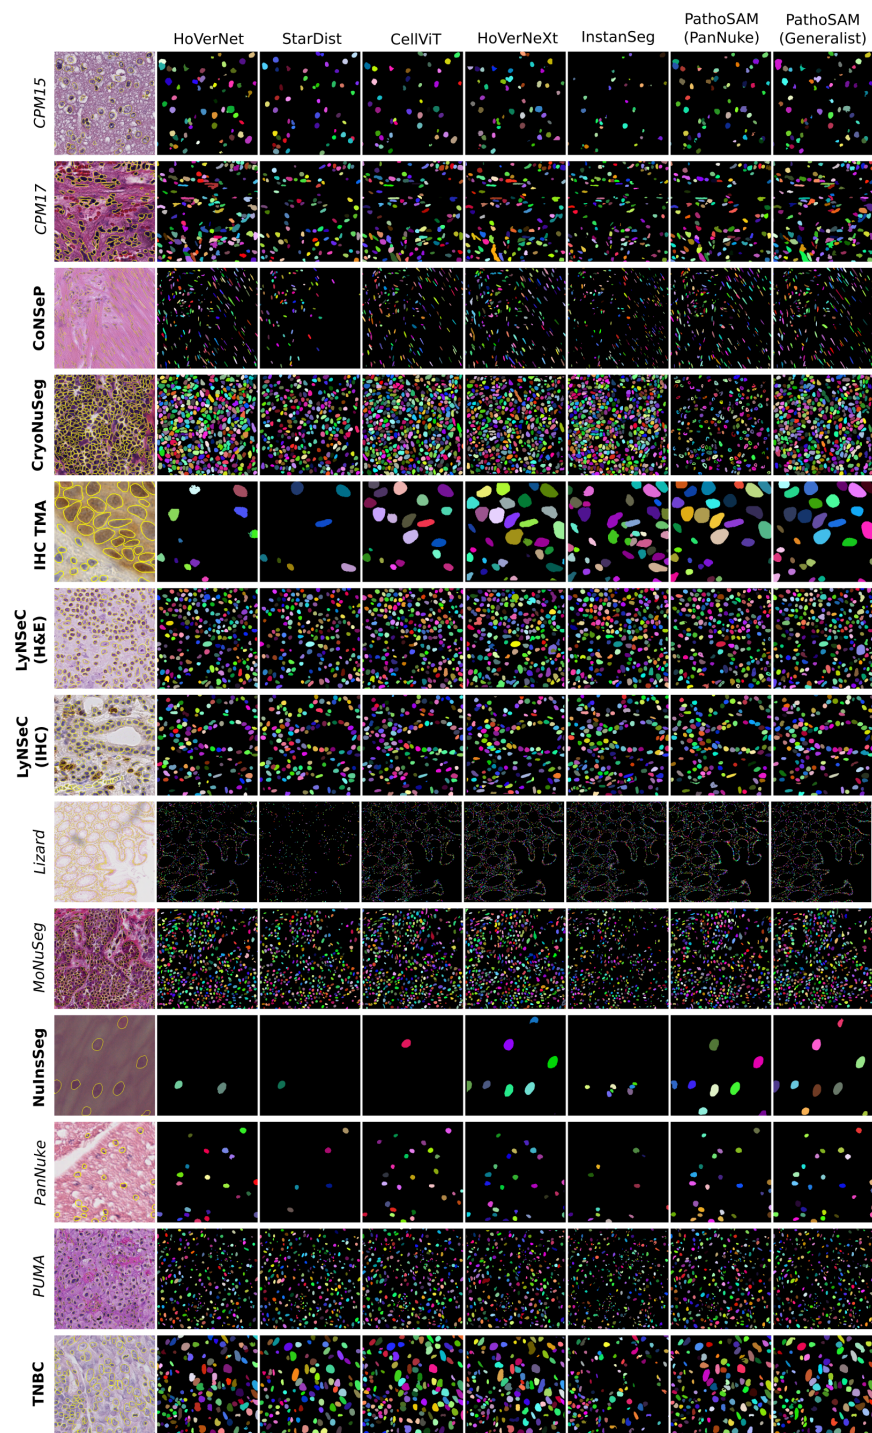 HoVerNet StarDist CellViT HoVerNeXt InstanSeg PathoSAM (PanNuke) PathoSAM (Generalist)
CPM15
CPM17
CoNSeP
CryoNuSeg
IHC TMA
LyNSeC
(H&E)
LyNSeC
(IHC)
Lizard
MoNuSeg
NuInsSeg
PanNuke
PUMA
TNBC